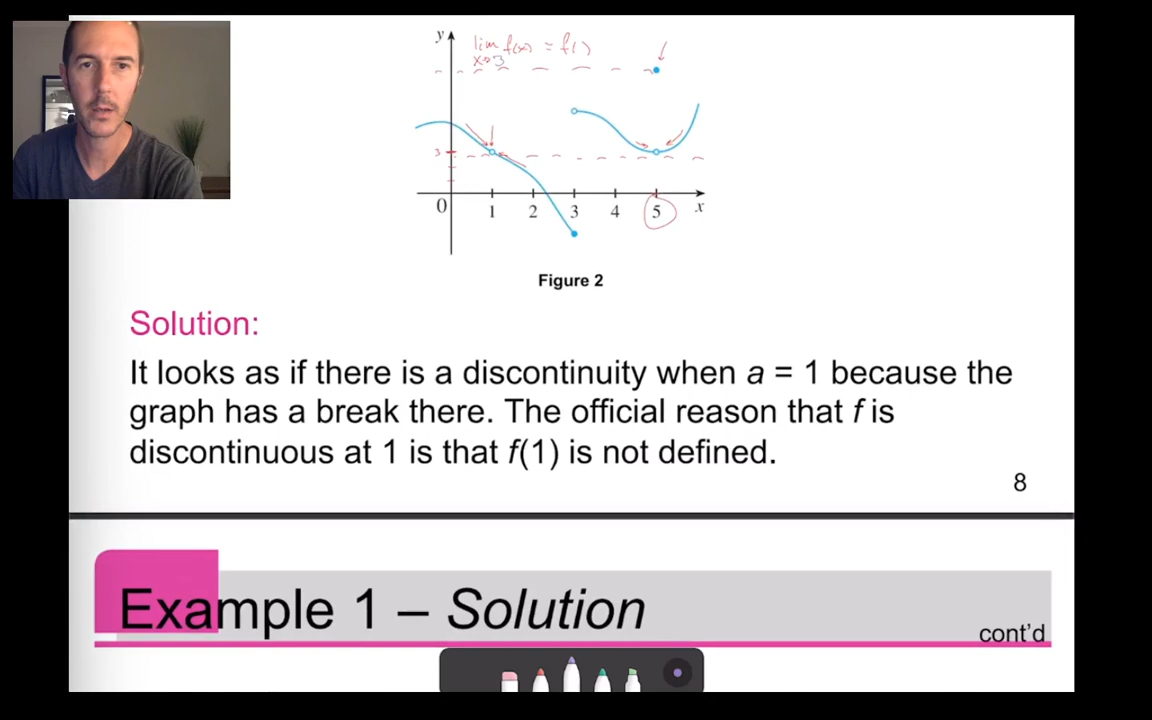 y
lim f(x) = f( )
x→3
3
0 1 2 3 4 5 x
Figure 2
Solution:
It looks as if there is a discontinuity when a = 1 because the
graph has a break there. The official reason that f is
discontinuous at 1 is that f(1) is not defined.
8
Example 1 – Solution
cont'd